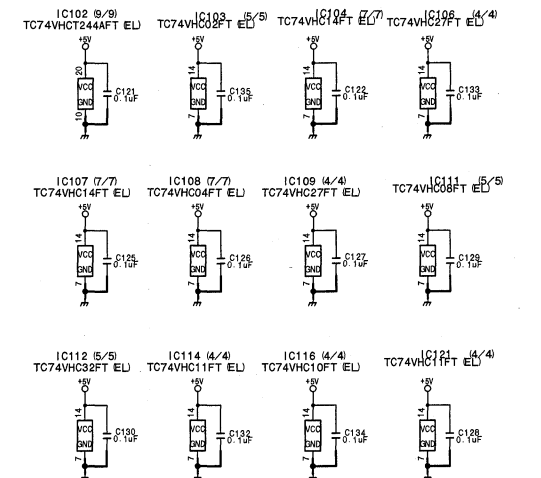 IC102 (9/9)
TC74VHCT244AFT (EL)
+5V
20
VCC
GND
10
C121
0.1uF
IC103 (5/5)
TC74VHC02FT (EL)
+5V
14
VCC
GND
7
C135
0.1uF
IC104 (7/7)
TC74VHC14FT (EL)
+5V
14
VCC
GND
7
C122
0.1uF
IC106 (4/4)
TC74VHC27FT (EL)
+5V
14
VCC
GND
7
C133
0.1uF
IC107 (7/7)
TC74VHC14FT (EL)
+5V
14
VCC
GND
7
C125
0.1uF
IC108 (7/7)
TC74VHC04FT (EL)
+5V
14
VCC
GND
7
C126
0.1uF
IC109 (4/4)
TC74VHC27FT (EL)
+5V
14
VCC
GND
7
C127
0.1uF
IC111 (5/5)
TC74VHC08FT (EL)
+5V
14
VCC
GND
7
C129
0.1uF
IC112 (5/5)
TC74VHC32FT (EL)
+5V
14
VCC
GND
7
C130
0.1uF
IC114 (4/4)
TC74VHC11FT (EL)
+5V
14
VCC
GND
7
C132
0.1uF
IC116 (4/4)
TC74VHC10FT (EL)
+5V
14
VCC
GND
7
C134
0.1uF
IC121 (4/4)
TC74VHC11FT (EL)
+5V
14
VCC
GND
7
C128
0.1uF